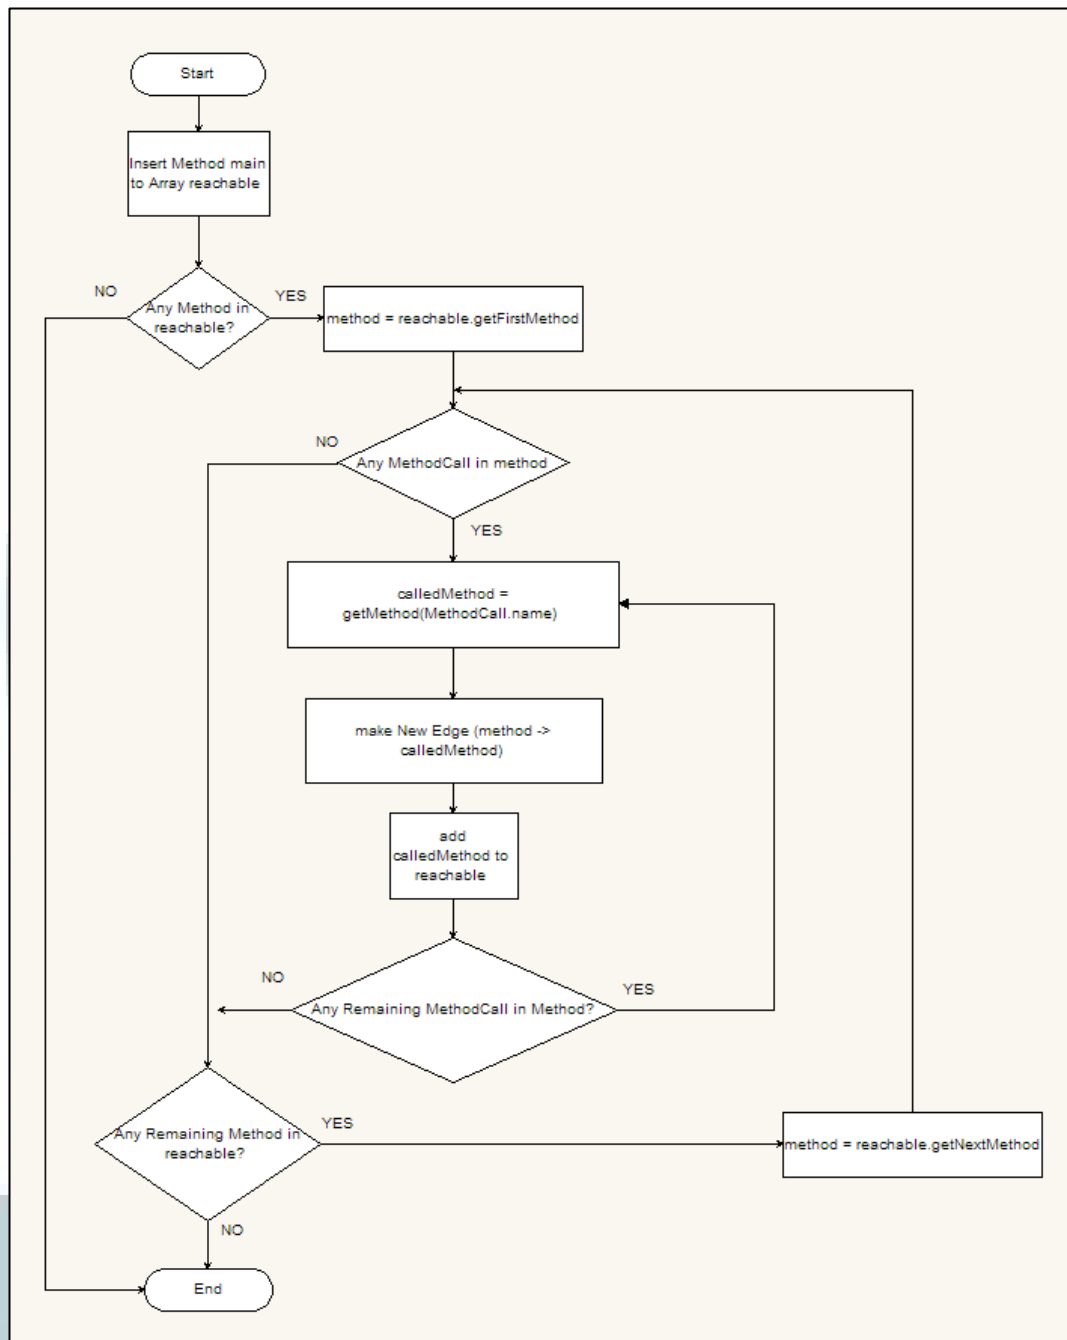 Start
Insert Method main
to Array reachable
NO
Any Method in
reachable?
YES
method = reachable.getFirstMethod
NO
Any MethodCall in method
YES
calledMethod =
getMethod(MethodCall.name)
make New Edge (method ->
calledMethod)
add
calledMethod to
reachable
NO
Any Remaining MethodCall in Method?
YES
Any Remaining Method in
reachable?
YES
method = reachable.getNextMethod
NO
End